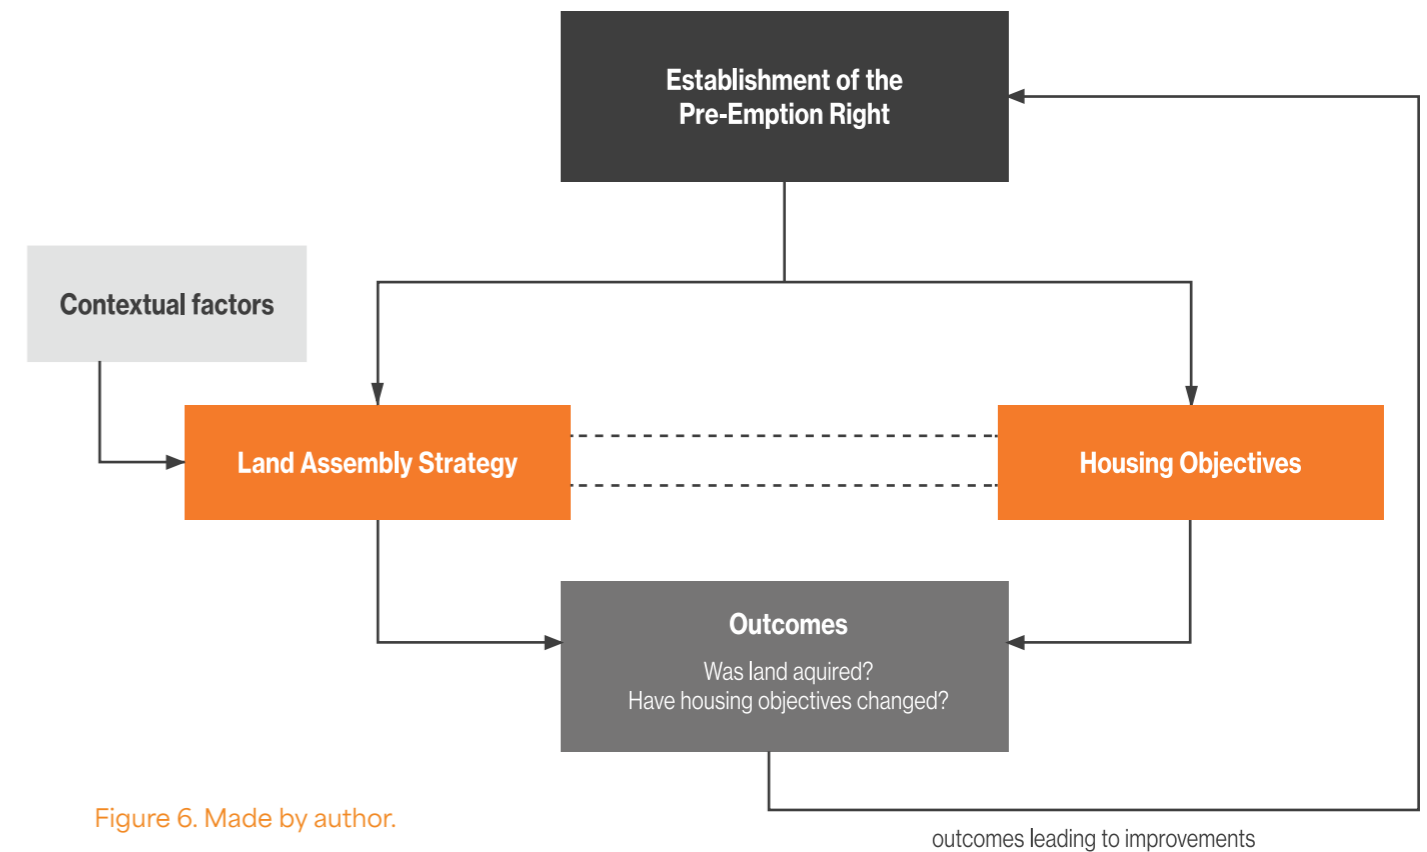 Establishment of the
Pre-Emption Right
Contextual factors
Land Assembly Strategy
Housing Objectives
Outcomes
Was land aquired?
Have housing objectives changed?
Figure 6. Made by author.
outcomes leading to improvements